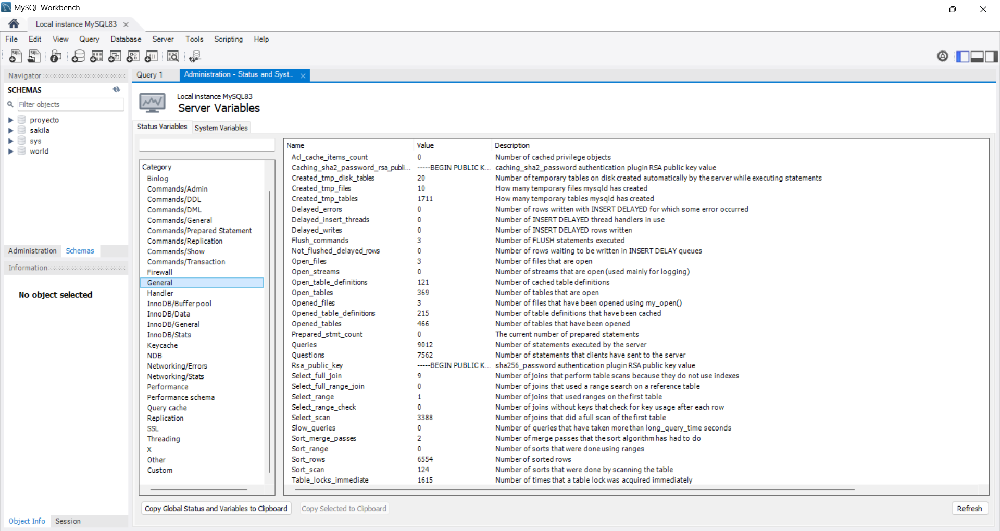 MySQL Workbench
Local instance MySQL83
File Edit View Query Database Server Tools Scripting Help
Navigator
SCHEMAS
Filter objects
proyecto
sakila
sys
world
Administration Schemas
Information
No object selected
Object Info Session
Query 1 Administration - Status and Syst...
Local instance MySQL83
Server Variables
Status Variables System Variables
Category
Binlog
Commands/Admin
Commands/DDL
Commands/DML
Commands/General
Commands/Prepared Statement
Commands/Replication
Commands/Show
Commands/Transaction
Firewall
General
Handler
InnoDB/Buffer pool
InnoDB/Data
InnoDB/General
InnoDB/Stats
Keycache
NDB
Networking/Errors
Networking/Stats
Performance
Performance schema
Query cache
Replication
SSL
Threading
X
Other
Custom
Name Value Description
Acl_cache_items_count 0 Number of cached privilege objects
Caching_sha2_password_rsa_publi... -----BEGIN PUBLIC K... caching_sha2_password authentication plugin RSA public key value
Created_tmp_disk_tables 20 Number of temporary tables on disk created automatically by the server while executing statements
Created_tmp_files 10 How many temporary files mysqld has created
Created_tmp_tables 1711 How many temporary tables mysqld has created
Delayed_errors 0 Number of rows written with INSERT DELAYED for which some error occurred
Delayed_insert_threads 0 Number of INSERT DELAYED thread handlers in use
Delayed_writes 0 Number of INSERT DELAYED rows written
Flush_commands 3 Number of FLUSH statements executed
Not_flushed_delayed_rows 0 Number of rows waiting to be written in INSERT DELAY queues
Open_files 3 Number of files that are open
Open_streams 0 Number of streams that are open (used mainly for logging)
Open_table_definitions 121 Number of cached table definitions
Open_tables 369 Number of tables that are open
Opened_files 3 Number of files that have been opened using my_open()
Opened_table_definitions 215 Number of table definitions that have been cached
Opened_tables 466 Number of tables that have been opened
Prepared_stmt_count 0 The current number of prepared statements
Queries 9012 Number of statements executed by the server
Questions 7562 Number of statements that clients have sent to the server
Rsa_public_key -----BEGIN PUBLIC K... sha256_password authentication plugin RSA public key value
Select_full_join 9 Number of joins that perform table scans because they do not use indexes
Select_full_range_join 0 Number of joins that used a range search on a reference table
Select_range 1 Number of joins that used ranges on the first table
Select_range_check 0 Number of joins without keys that check for key usage after each row
Select_scan 3388 Number of joins that did a full scan of the first table
Slow_queries 0 Number of queries that have taken more than long_query_time seconds
Sort_merge_passes 2 Number of merge passes that the sort algorithm has had to do
Sort_range 0 Number of sorts that were done using ranges
Sort_rows 6554 Number of sorted rows
Sort_scan 124 Number of sorts that were done by scanning the table
Table_locks_immediate 1615 Number of times that a table lock was acquired immediately
Copy Global Status and Variables to Clipboard Copy Selected to Clipboard Refresh